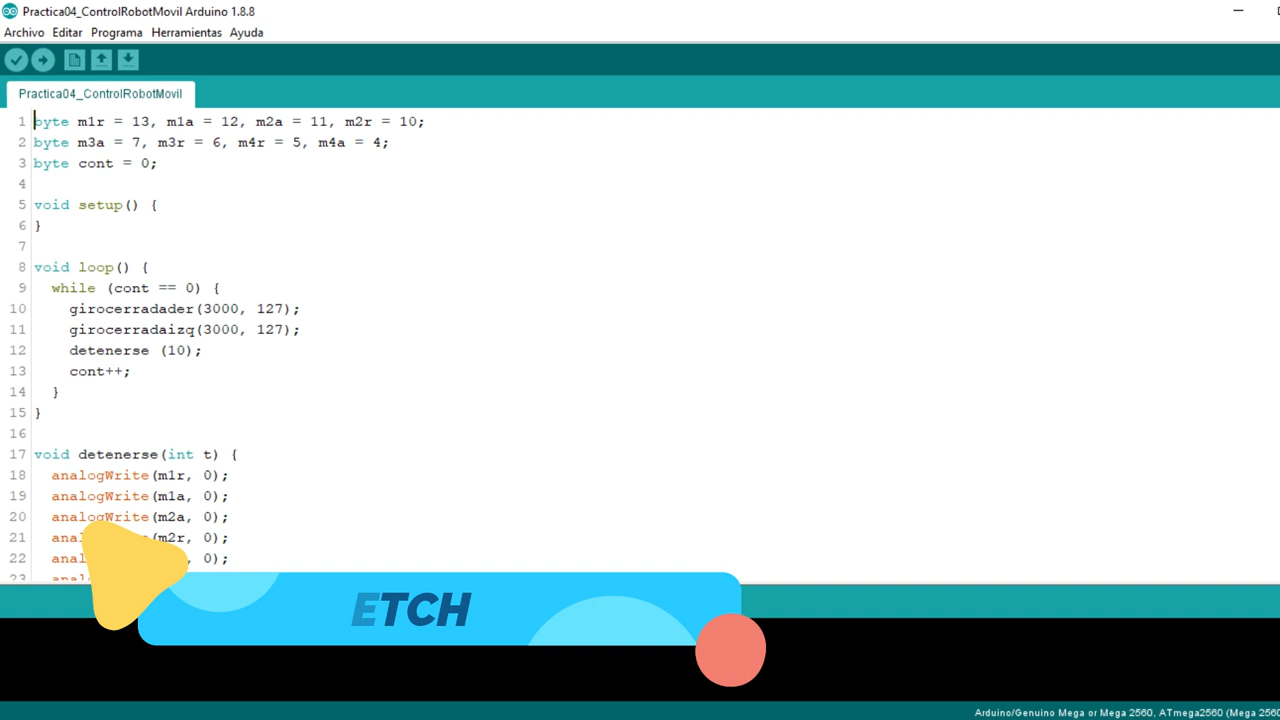 Practica04_ControlRobotMovil Arduino 1.8.8
Archivo Editar Programa Herramientas Ayuda
Practica04_ControlRobotMovil
1 byte m1r = 13, m1a = 12, m2a = 11, m2r = 10;
2 byte m3a = 7, m3r = 6, m4r = 5, m4a = 4;
3 byte cont = 0;
4
5 void setup() {
6 }
7
8 void loop() {
9 while (cont == 0) {
10 girocerradader(3000, 127);
11 girocerradaizq(3000, 127);
12 detenerse (10);
13 cont++;
14 }
15 }
16
17 void detenerse(int t) {
18 analogWrite(m1r, 0);
19 analogWrite(m1a, 0);
20 analogWrite(m2a, 0);
21 (m2r, 0);
22 , 0);
23
ETCH
Arduino/Genuino Mega or Mega 2560, ATmega2560 (Mega 2560